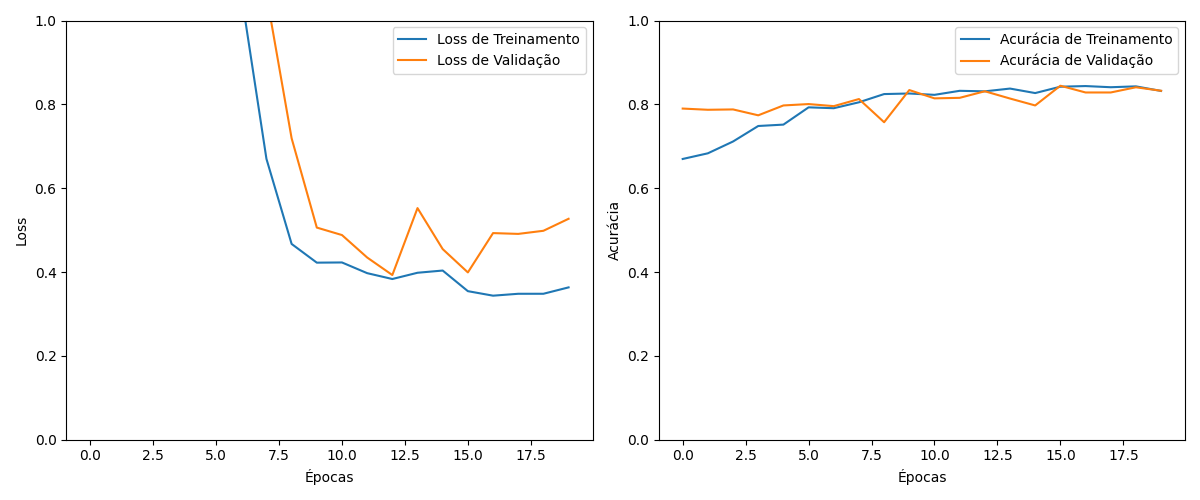 1.0
0.8
0.6
0.4
0.2
0.0
Loss
0.0 2.5 5.0 7.5 10.0 12.5 15.0 17.5
Épocas
Loss de Treinamento
Loss de Validação
1.0
0.8
0.6
0.4
0.2
0.0
Acurácia
0.0 2.5 5.0 7.5 10.0 12.5 15.0 17.5
Épocas
Acurácia de Treinamento
Acurácia de Validação